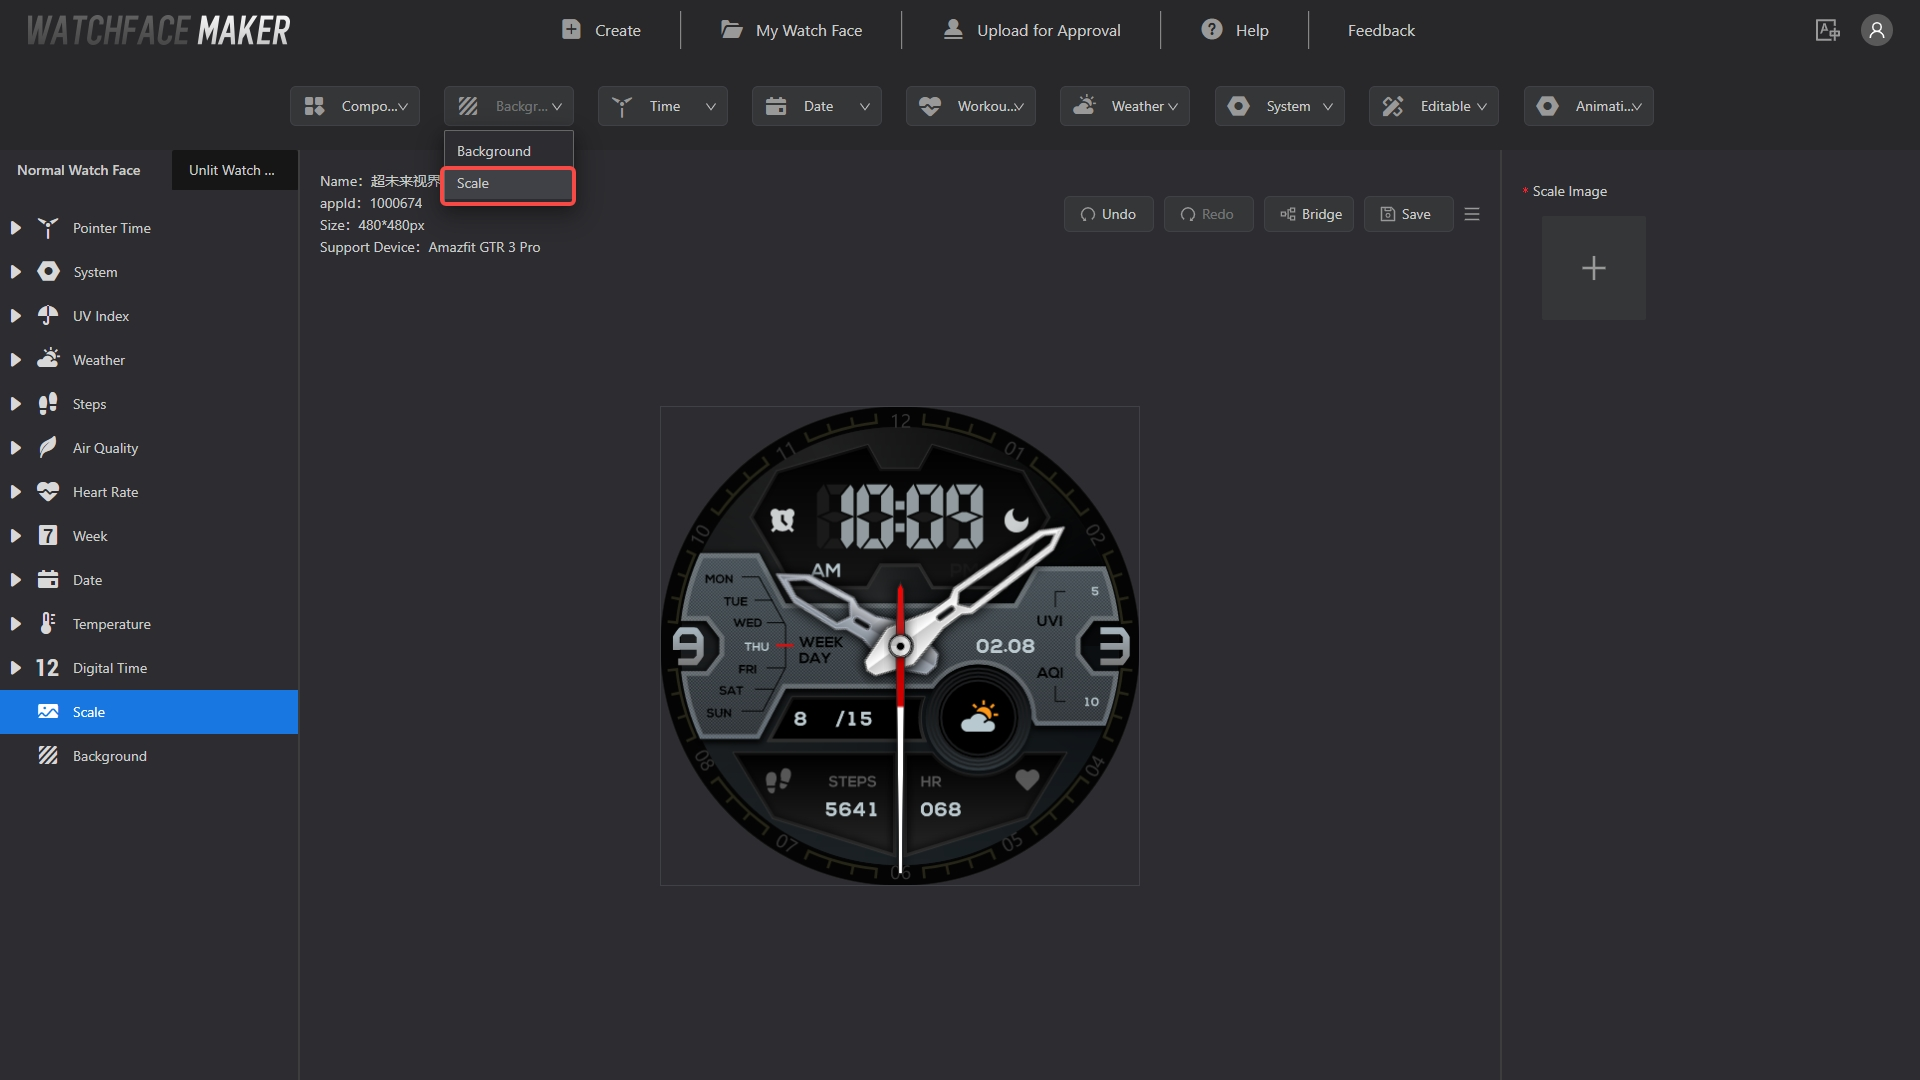 WATCHFACE MAKER
Create
My Watch Face
Upload for Approval
Help
Feedback
Compo...
Backgr...
Time
Date
Workou...
Weather
System
Editable
Animati...
Background
Scale
Normal Watch Face
Unlit Watch ...
Name：超未来视界
appId：1000674
Size：480*480px
Support Device：Amazfit GTR 3 Pro
Undo
Redo
Bridge
Save
* Scale Image
Pointer Time
System
UV Index
Weather
Steps
Air Quality
Heart Rate
7 Week
Date
Temperature
12 Digital Time
Scale
Background
12
11
01
10:09
10
02
AM
PM
MON
TUE
WED
THU
FRI
SAT
SUN
WEEK
DAY
9
02.08
5
UVI
AQI
10
3
8 /15
08
04
STEPS
5641
HR
068
07
05
06